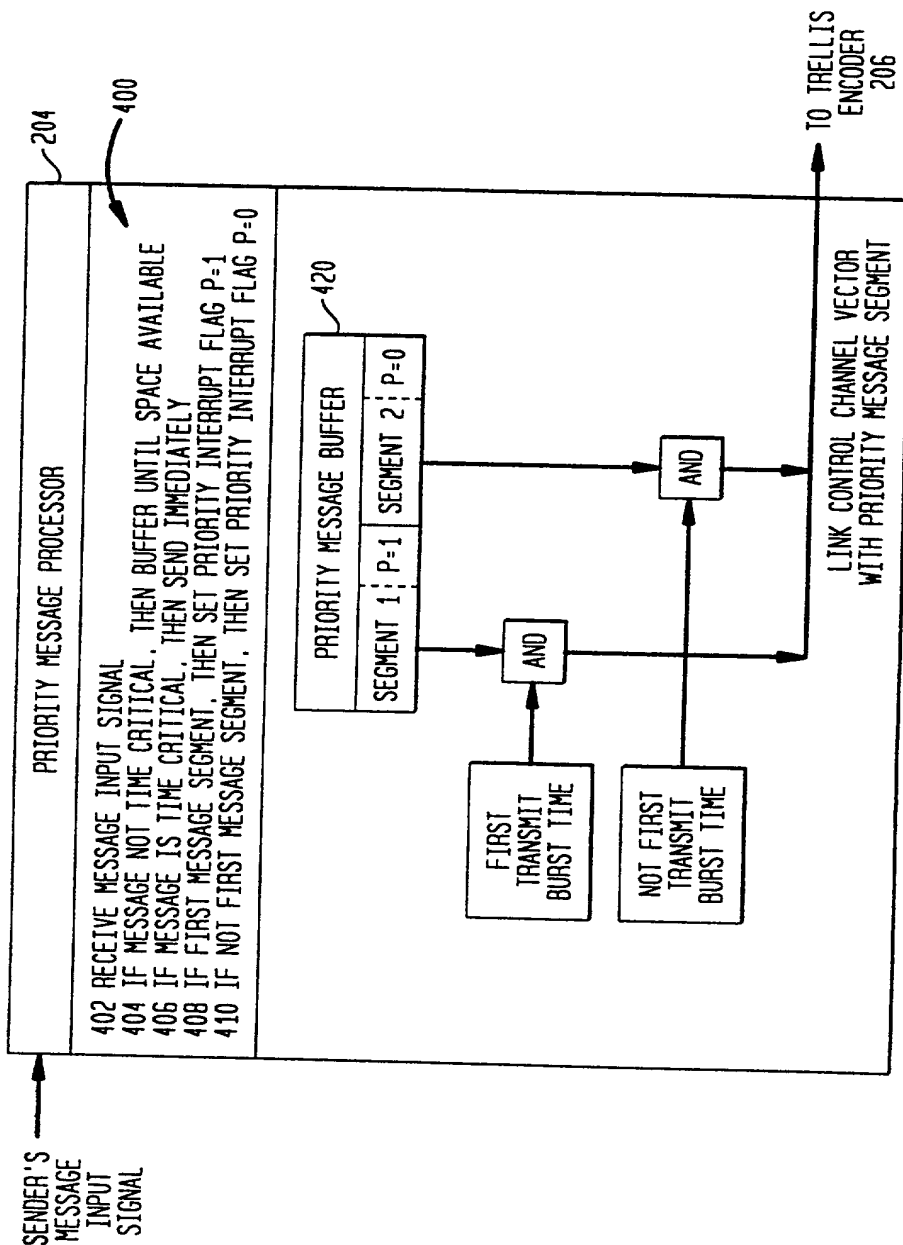 SENDER'S
MESSAGE
INPUT
SIGNAL
PRIORITY MESSAGE PROCESSOR
204
400
402 RECEIVE MESSAGE INPUT SIGNAL
404 IF MESSAGE NOT TIME CRITICAL, THEN BUFFER UNTIL SPACE AVAILABLE
406 IF MESSAGE IS TIME CRITICAL, THEN SEND IMMEDIATELY
408 IF FIRST MESSAGE SEGMENT, THEN SET PRIORITY INTERRUPT FLAG P=1
410 IF NOT FIRST MESSAGE SEGMENT, THEN SET PRIORITY INTERRUPT FLAG P=0
PRIORITY MESSAGE BUFFER
420
SEGMENT 1 P=1 SEGMENT 2 P=0
FIRST
TRANSMIT
BURST TIME
AND
NOT FIRST
TRANSMIT
BURST TIME
AND
LINK CONTROL CHANNEL VECTOR
WITH PRIORITY MESSAGE SEGMENT
TO TRELLIS
ENCODER
206